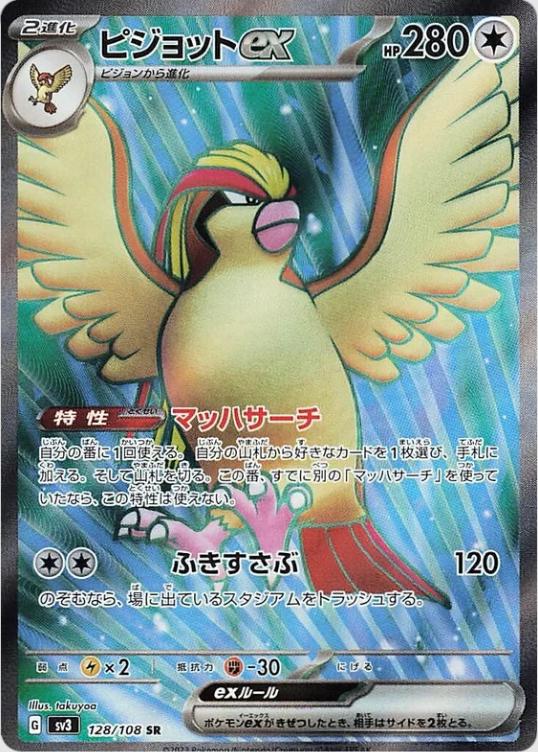 2進化 ピジョットex HP280
ピジョンから進化
特性 とくせい マッハサーチ
自分の番に1回使える。自分の山札から好きなカードを1枚選び、手札に
加える。そして山札を切る。この番、すでに別の「マッハサーチ」を使って
いたなら、この特性は使えない。
ふきすさぶ 120
のぞむなら、場に出ているスタジアムをトラッシュする。
弱点 ×2 抵抗力 -30 にげる
exルール
ポケモンexがきぜつしたとき、相手はサイドを2枚とる。
Illus. takuyoa
G sv3 128/108 SR